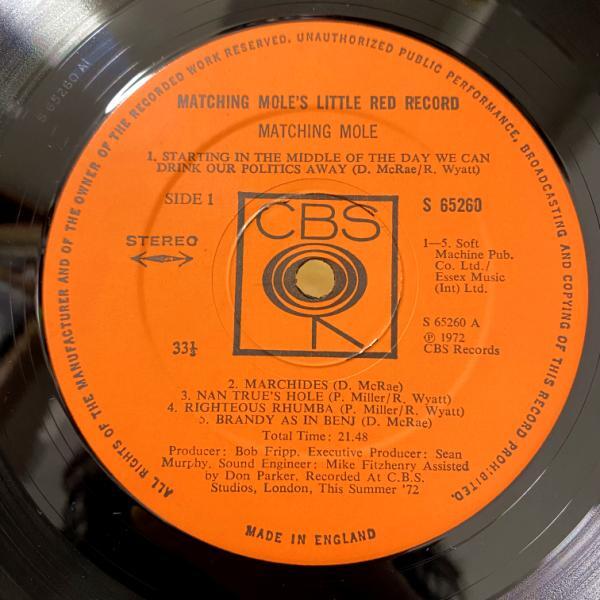 ALL RIGHTS OF THE MANUFACTURER AND OF THE OWNER OF THE RECORDED WORK RESERVED. UNAUTHORIZED PUBLIC PERFORMANCE, BROADCASTING AND COPYING OF THIS RECORD PROHIBITED.
S 65260 A1
MATCHING MOLE'S LITTLE RED RECORD
MATCHING MOLE
1. STARTING IN THE MIDDLE OF THE DAY WE CAN
DRINK OUR POLITICS AWAY (D. McRae/R. Wyatt)
SIDE 1
CBS
S 65260
STEREO
1—5. Soft
Machine Pub.
Co. Ltd./
Essex Music
(Int) Ltd.
33⅓
S 65260 A
℗ 1972
CBS Records
2. MARCHIDES (D. McRae)
3. NAN TRUE'S HOLE (P. Miller/R. Wyatt)
4. RIGHTEOUS RHUMBA (P. Miller/R. Wyatt)
5. BRANDY AS IN BENJ (D. McRae)
Total Time: 21.48
Producer: Bob Fripp. Executive Producer: Sean
Murphy. Sound Engineer: Mike Fitzhenry Assisted
by Don Parker. Recorded At C.B.S.
Studios, London, This Summer '72
MADE IN ENGLAND